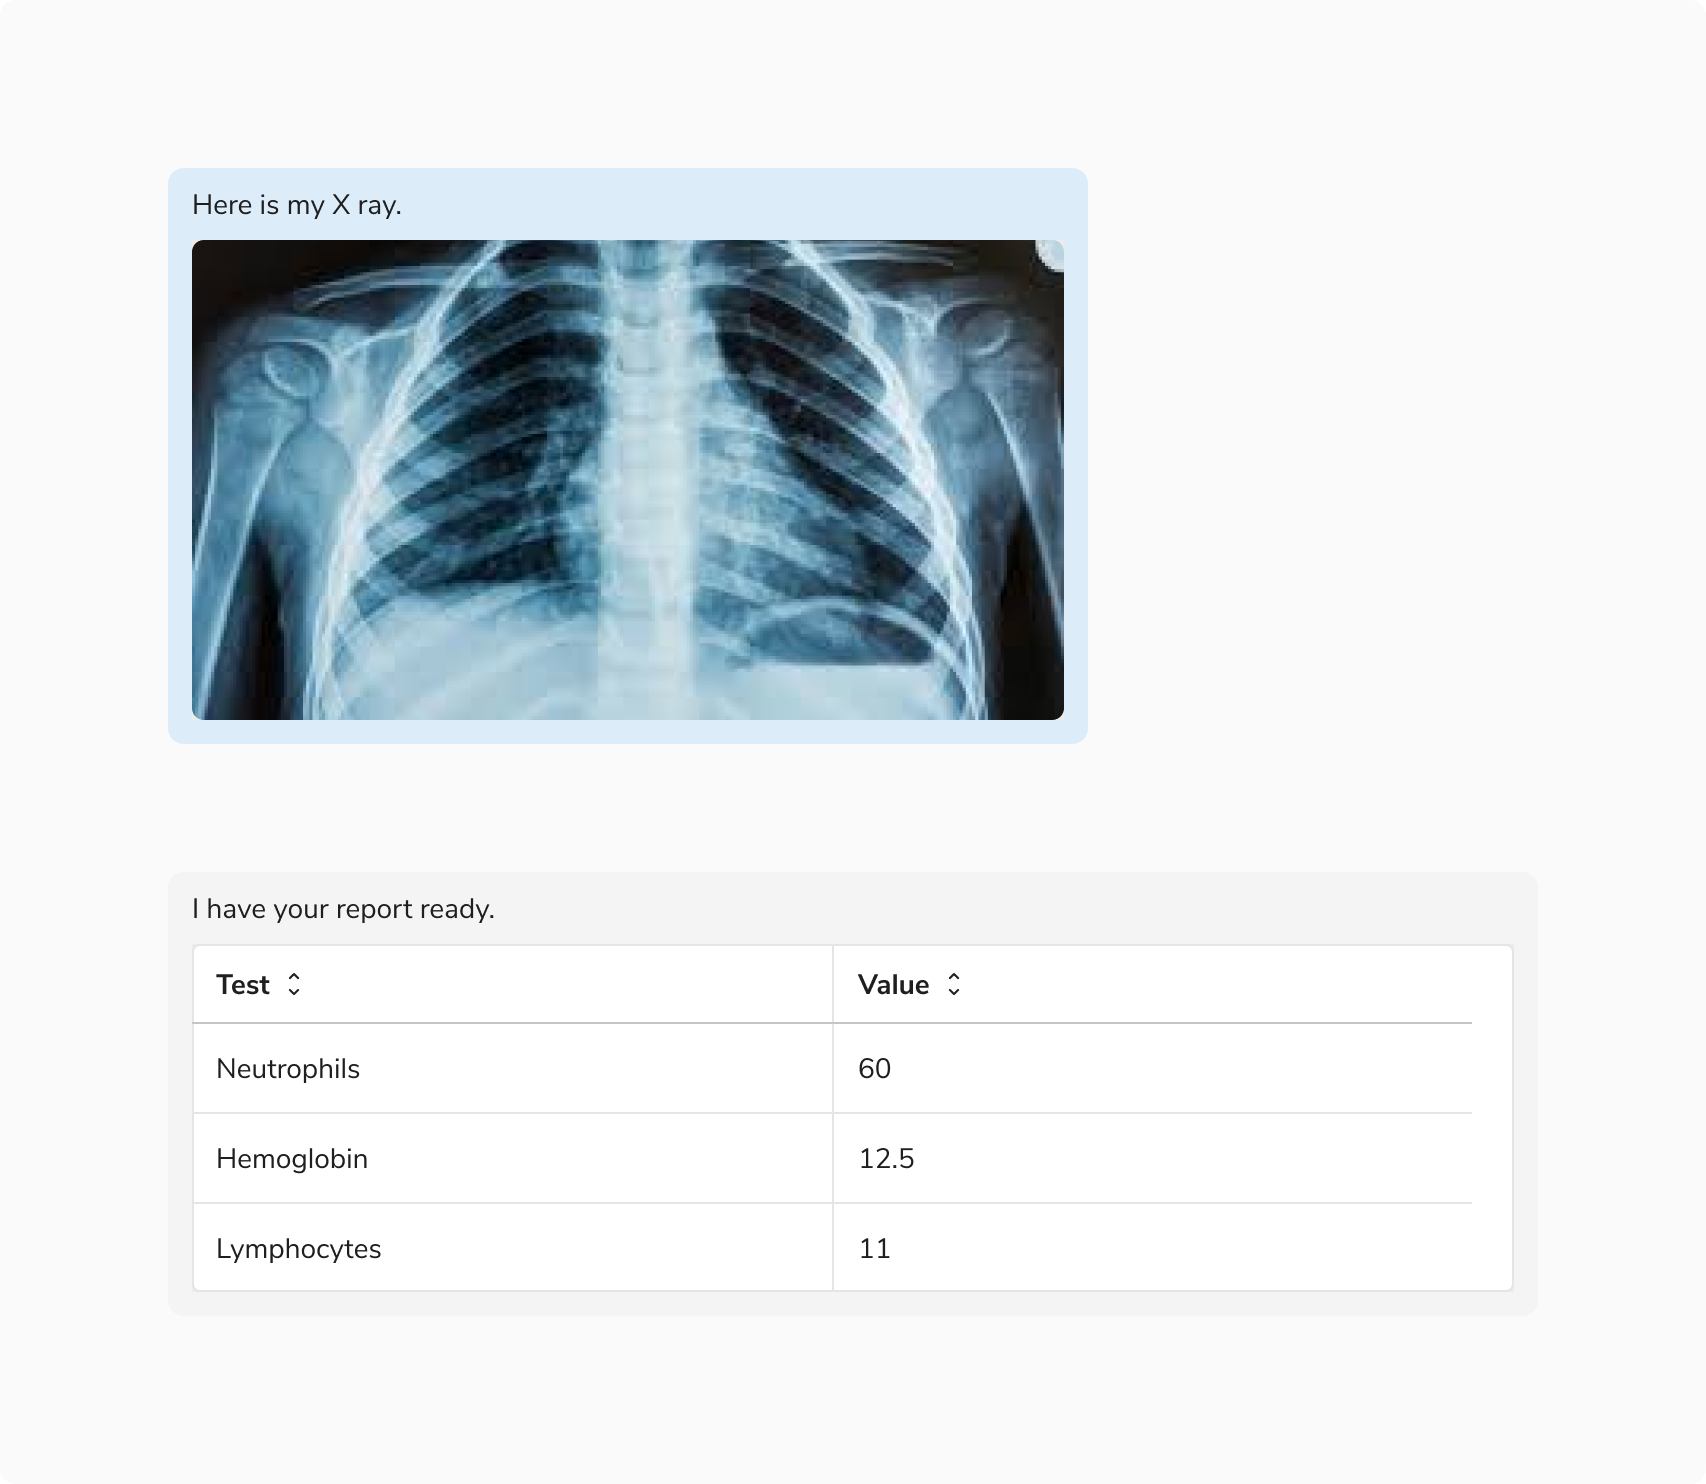 Here is my X ray.
I have your report ready.
Test Value
Neutrophils 60
Hemoglobin 12.5
Lymphocytes 11